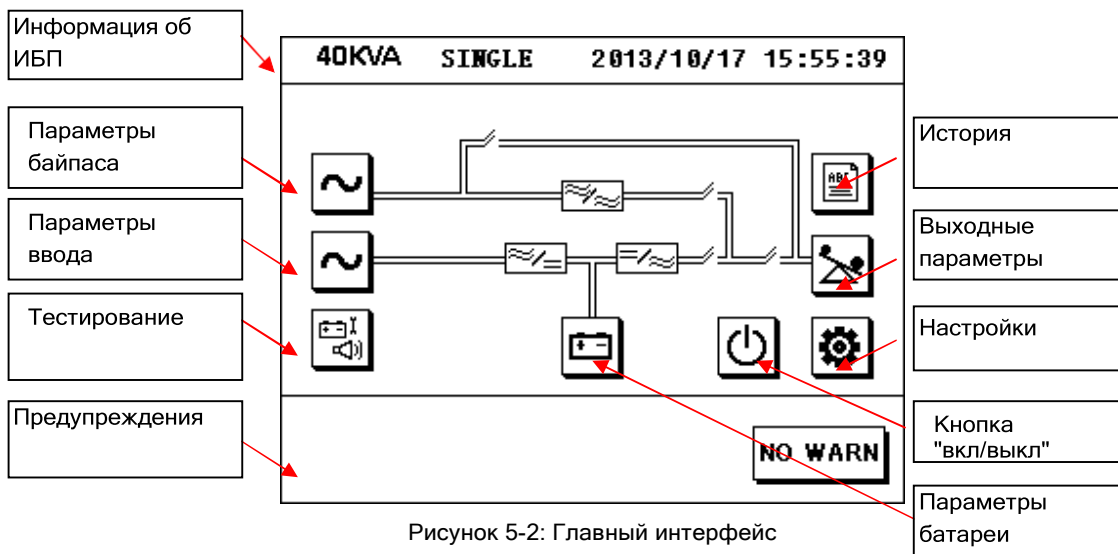 Информация об
ИБП
40KVA SINGLE 2013/10/17 15:55:39
Параметры
байпаса
Параметры
ввода
Тестирование
Предупреждения
ABC
История
Выходные
параметры
Настройки
Кнопка
"вкл/выкл"
NO WARN
Параметры
батареи
Рисунок 5-2: Главный интерфейс